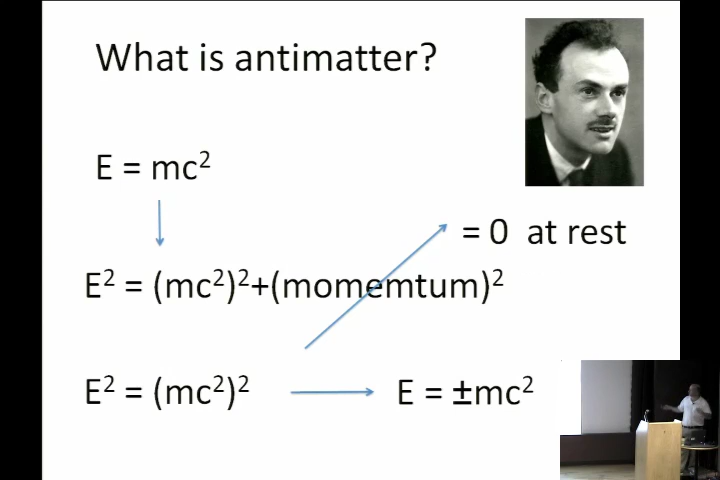 What is antimatter?
E = mc²
= 0 at rest
E² = (mc²)²+(momemtum)²
E² = (mc²)²
E = ±mc²